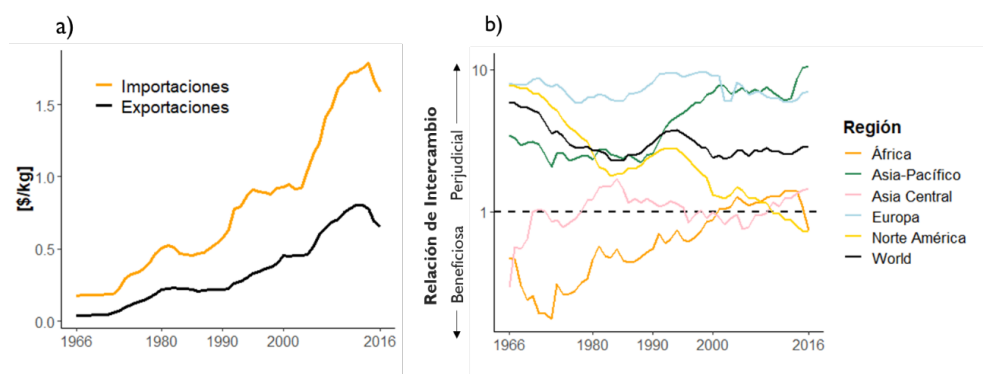 a)
Importaciones
Exportaciones
[$/kg]
1.5
1.0
0.5
0.0
1966
1980
1990
2000
2016
b)
Relación de Intercambio
Perjudicial
Beneficiosa
10
1
1966
1980
1990
2000
2016
Región
África
Asia-Pacífico
Asia Central
Europa
Norte América
World